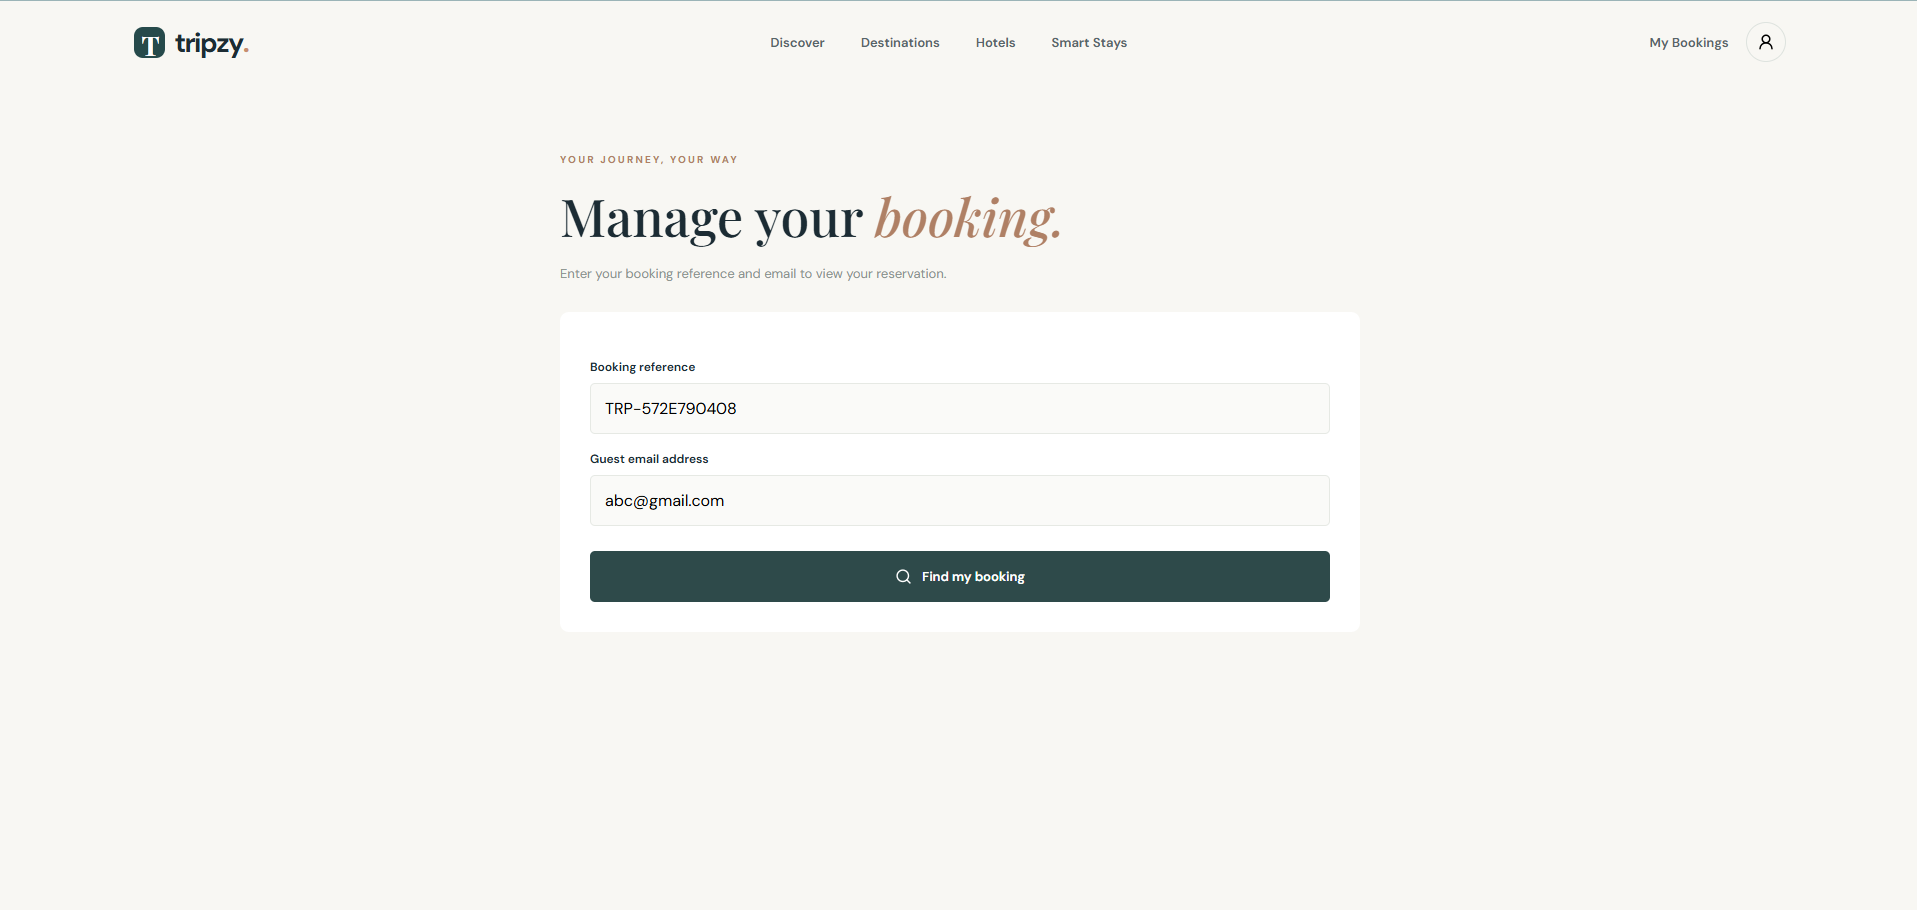 T tripzy.
Discover Destinations Hotels Smart Stays
My Bookings
YOUR JOURNEY, YOUR WAY
Manage your booking.
Enter your booking reference and email to view your reservation.
Booking reference
TRP-572E790408
Guest email address
abc@gmail.com
Find my booking